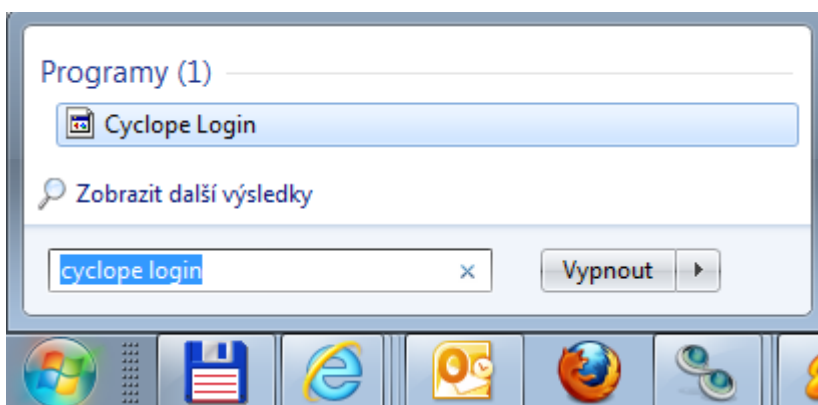 Programy (1)
Cyclope Login
Zobrazit další výsledky
cyclope login
Vypnout